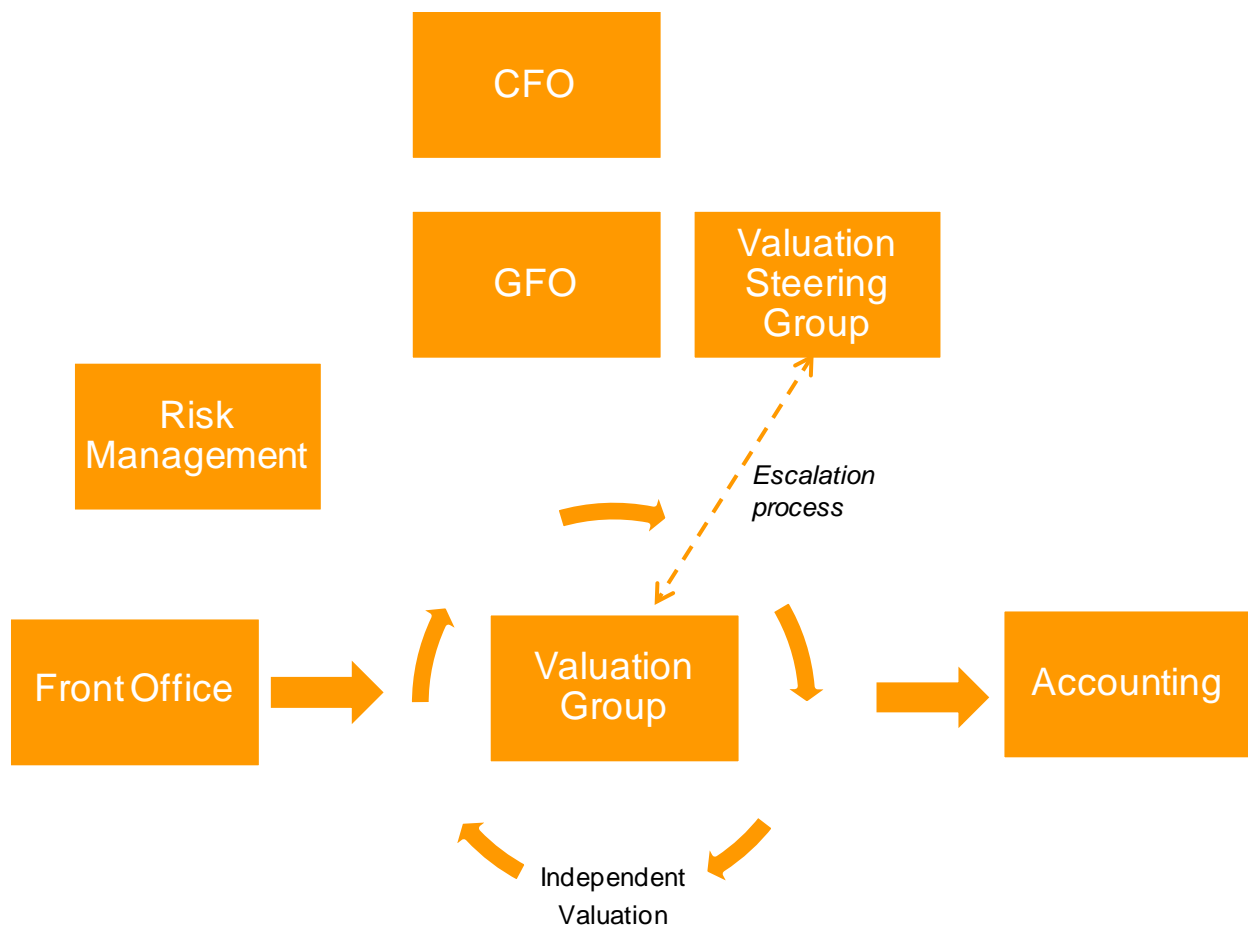 CFO
GFO
Valuation
Steering
Group
Risk
Management
Escalation
process
Front Office
Valuation
Group
Accounting
Independent
Valuation